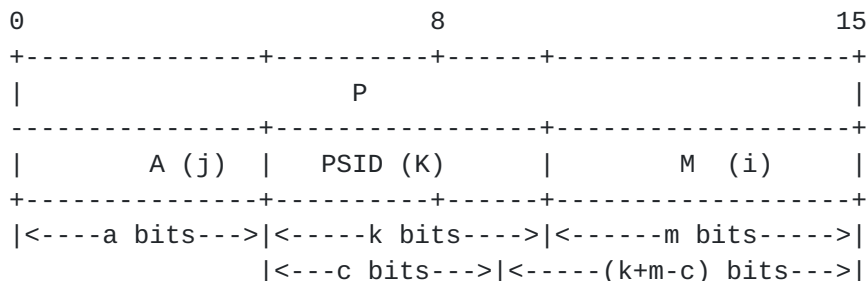 0                          8                        15
+---------------+----------+------+-------------------+
|                     P                               |
----------------+-----------------+-------------------+
|        A (j)  |   PSID (K)      |        M  (i)     |
+---------------+----------+------+-------------------+
|<----a bits--->|<-----k bits---->|<------m bits----->|
                |<---c bits--->|<-----(k+m-c) bits--->|